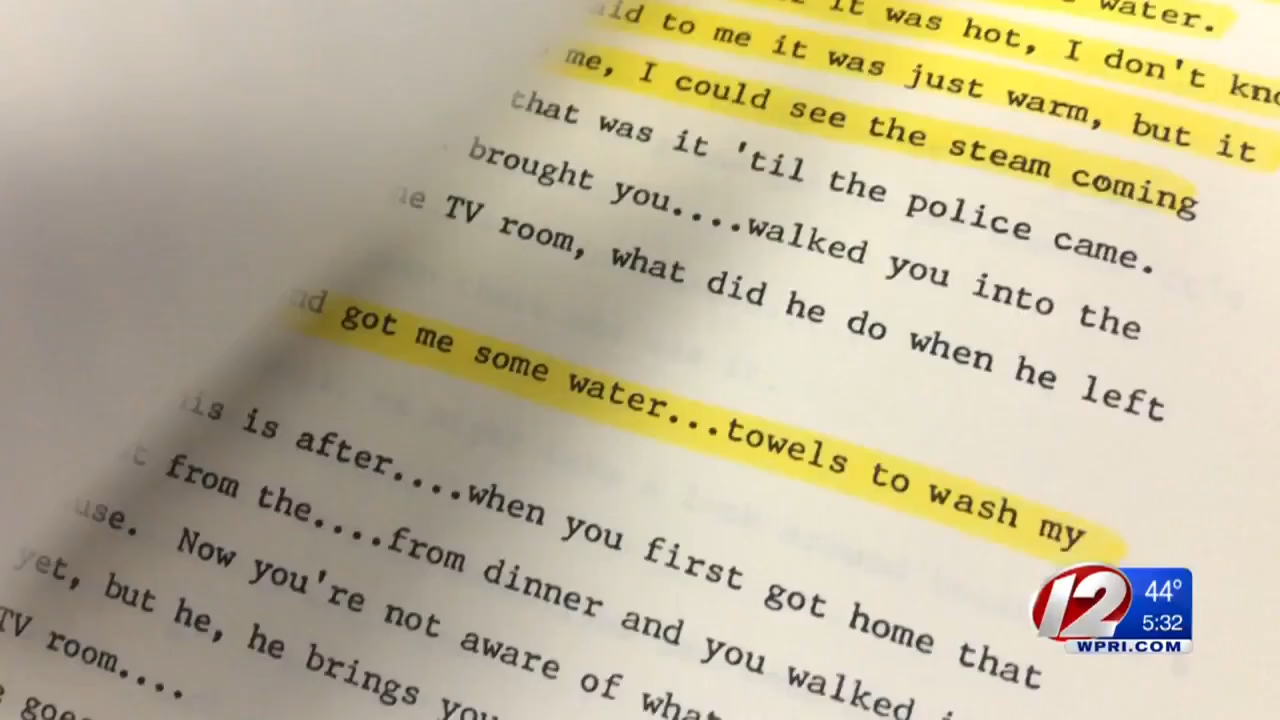 it was hot, I don't
to me it was just warm, but it
me, I could see the steam coming
that was it 'til the police came.
brought you....walked you into the
TV room, what did he do when he left
got me some water...towels to wash my
is after....when you first got home that
from the....from dinner and you walked
Now you're not aware of
yet, but he, he brings
TV room....
12
44°
5:32
WPRI.COM
water.